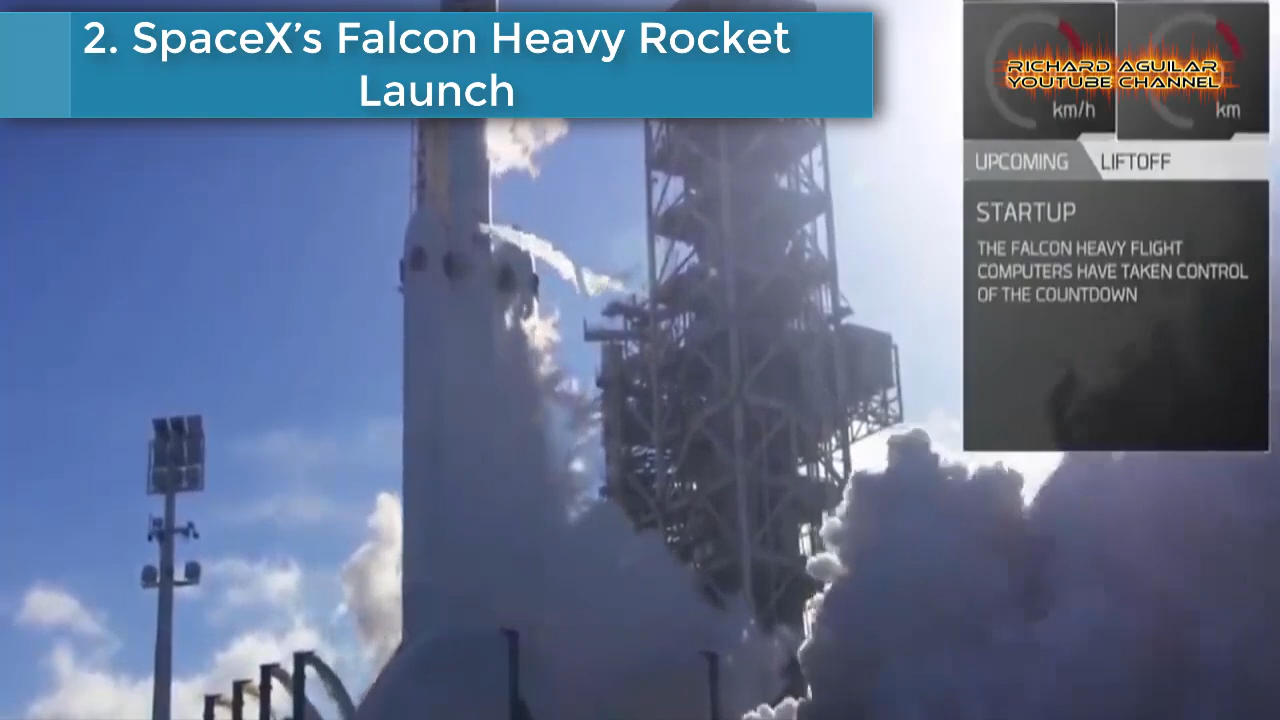 2. SpaceX’s Falcon Heavy Rocket
Launch
RICHARD AGUILAR
YOUTUBE CHANNEL
km/h
km
UPCOMING
LIFTOFF
STARTUP
THE FALCON HEAVY FLIGHT
COMPUTERS HAVE TAKEN CONTROL
OF THE COUNTDOWN